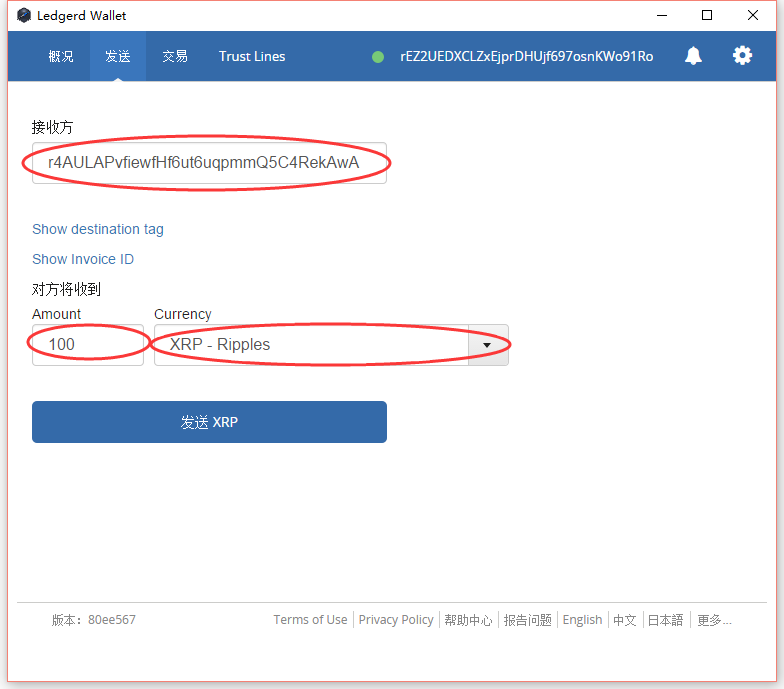 Ledgerd Wallet
概况 发送 交易 Trust Lines rEZ2UEDXCLZxEjprDHUjf697osnKWo91Ro
接收方
r4AULAPvfiewfHf6ut6uqpmmQ5C4RekAwA
Show destination tag
Show Invoice ID
对方将收到
Amount Currency
100 XRP - Ripples
发送 XRP
版本: 80ee567 Terms of Use Privacy Policy 帮助中心 报告问题 English 中文 日本語 更多...